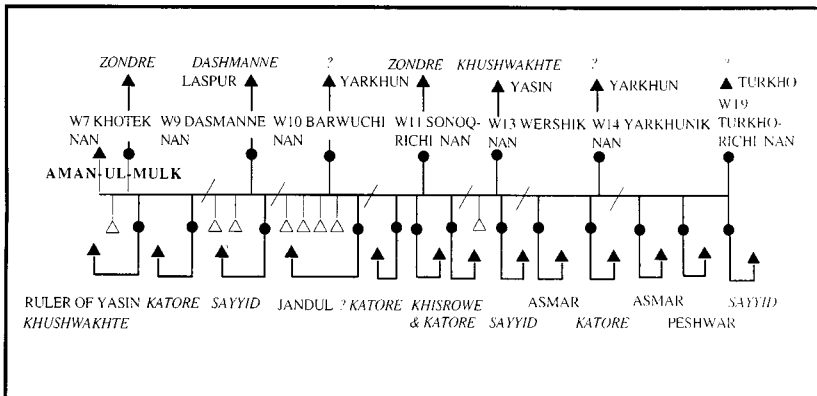 ZONDRE DASHMANNE ? ZONDRE KHUSHWAKHTE ? ?
LASPUR YARKHUN YASIN YARKHUN TURKHO
W7 KHOTEK NAN
W9 DASMANNE NAN
W10 BARWUCHI NAN
W11 SONOQ-
RICHI NAN
W13 WERSHIK NAN
W14 YARKHUNIK NAN
W19
TURKHO-
RICHI NAN
AMAN-UL-MULK
RULER OF YASIN
KHUSHWAKHTE
KATORE
SAYYID
JANDUL
? KATORE
KHISROWE
& KATORE
SAYYID
ASMAR
KATORE
ASMAR
PESHWAR
SAYYID